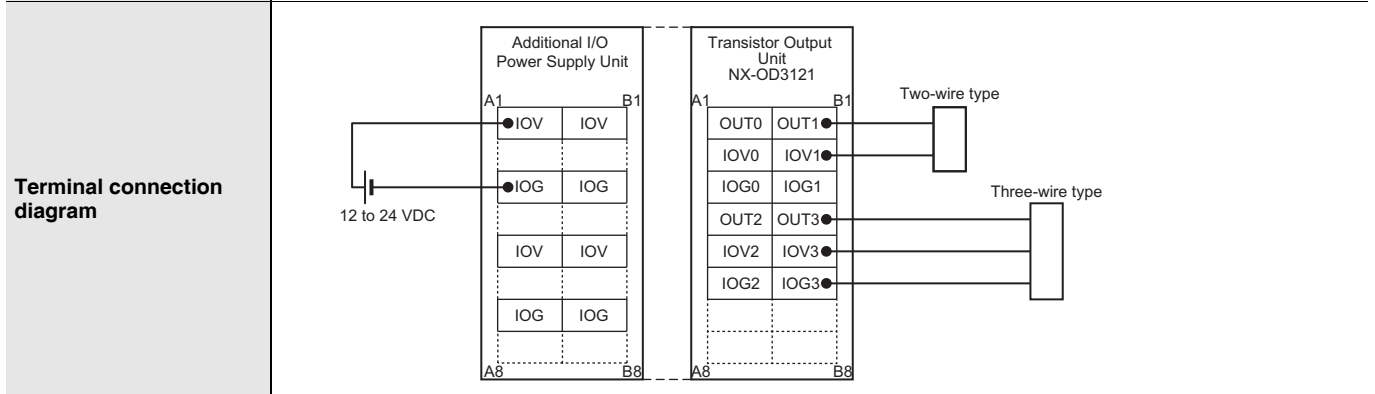 Terminal connection
diagram
Additional I/O
Power Supply Unit
A1 B1
IOV IOV
IOG IOG
IOV IOV
IOG IOG
A8 B8
12 to 24 VDC
Transistor Output
Unit
NX-OD3121
A1 B1
OUT0 OUT1
IOV0 IOV1
IOG0 IOG1
OUT2 OUT3
IOV2 IOV3
IOG2 IOG3
A8 B8
Two-wire type
Three-wire type